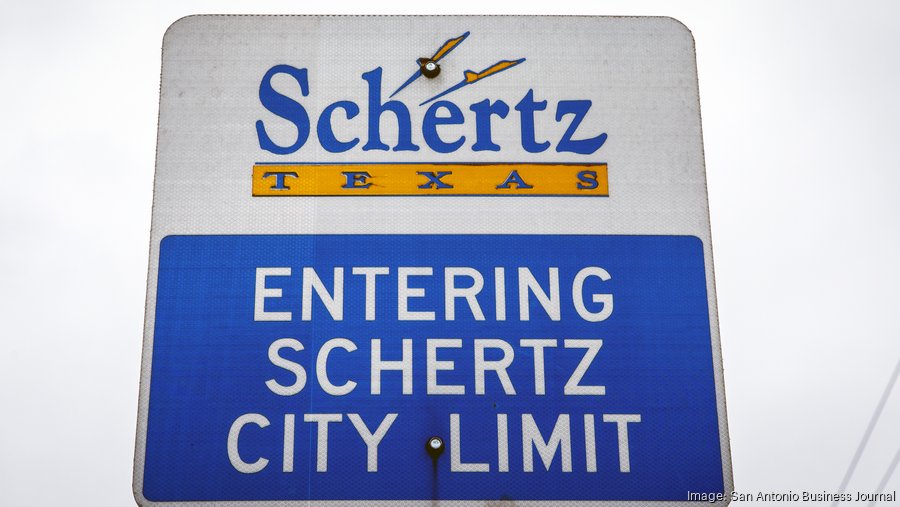 Schertz
TEXAS
ENTERING
SCHERTZ
CITY LIMIT
Image: San Antonio Business Journal